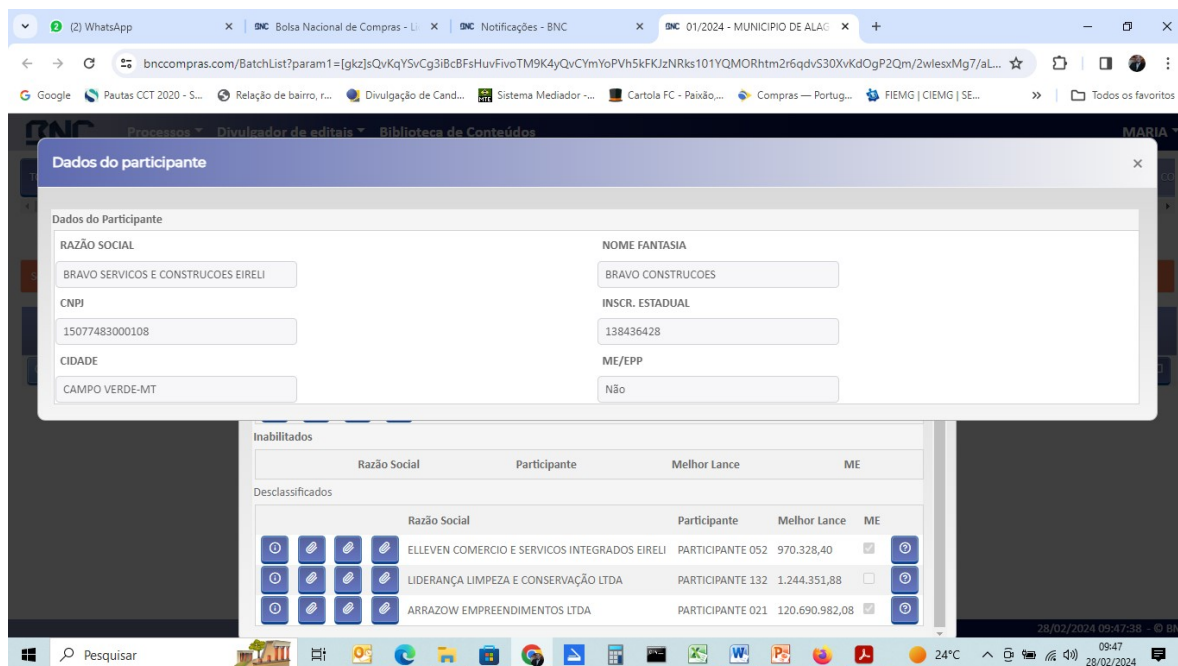 2 (2) WhatsApp
BNC Bolsa Nacional de Compras - Li
BNC Notificações - BNC
BNC 01/2024 - MUNICIPIO DE ALAG
bnccompras.com/BatchList?param1=[gkz]sQvKqYSvCg3iBcBFsHuvFivoTM9K4yQvCYmYoPVh5kFKJzNRks101YQMORhtm2r6qdvS30XvKdOgP2Qm/2wlesxMg7/aL...
Google Pautas CCT 2020 - S... Relação de bairro, r... Divulgação de Cand... Sistema Mediador -... Cartola FC - Paixão,... Compras — Portug... FIEMG | CIEMG | SE... » Todos os favoritos
BNC Processos Divulgador de editais Biblioteca de Conteúdos MARIA
Dados do participante
Dados do Participante
RAZÃO SOCIAL NOME FANTASIA
BRAVO SERVICOS E CONSTRUCOES EIRELI BRAVO CONSTRUCOES
CNPJ INSCR. ESTADUAL
15077483000108 138436428
CIDADE ME/EPP
CAMPO VERDE-MT Não
Inabilitados
Razão Social Participante Melhor Lance ME
Desclassificados
Razão Social Participante Melhor Lance ME
ELLEVEN COMERCIO E SERVICOS INTEGRADOS EIRELI PARTICIPANTE 052 970.328,40
LIDERANÇA LIMPEZA E CONSERVAÇÃO LTDA PARTICIPANTE 132 1.244.351,88
ARRAZOW EMPREENDIMENTOS LTDA PARTICIPANTE 021 120.690.982,08
28/02/2024 09:47:38 - © BN
Pesquisar 24°C 09:47
28/02/2024